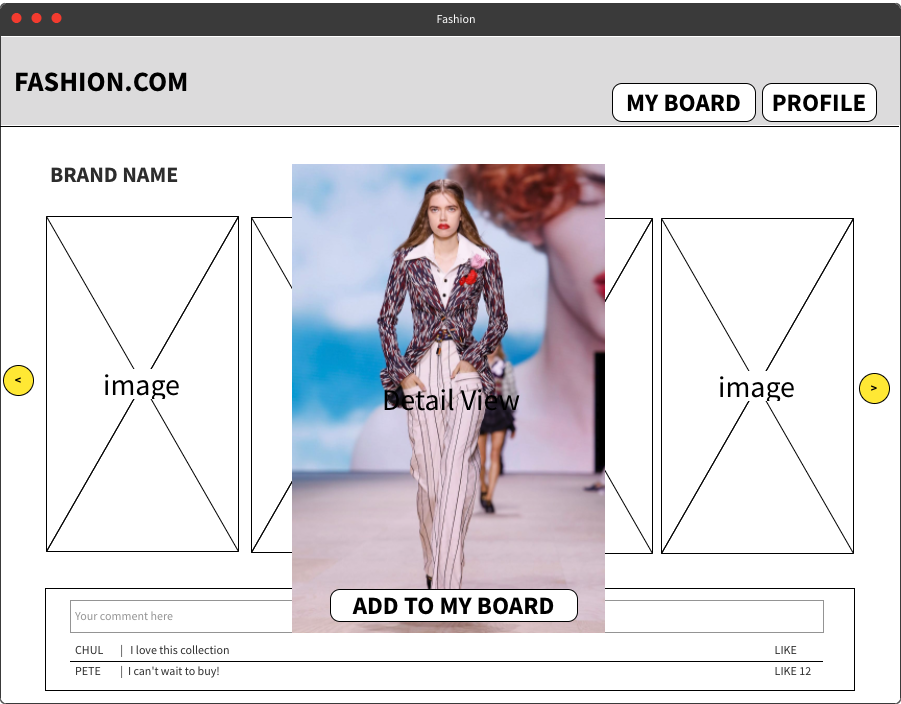 Fashion
FASHION.COM
MY BOARD
PROFILE
BRAND NAME
image
Detail View
image
<
>
ADD TO MY BOARD
Your comment here
CHUL | I love this collection LIKE
PETE | I can't wait to buy! LIKE 12